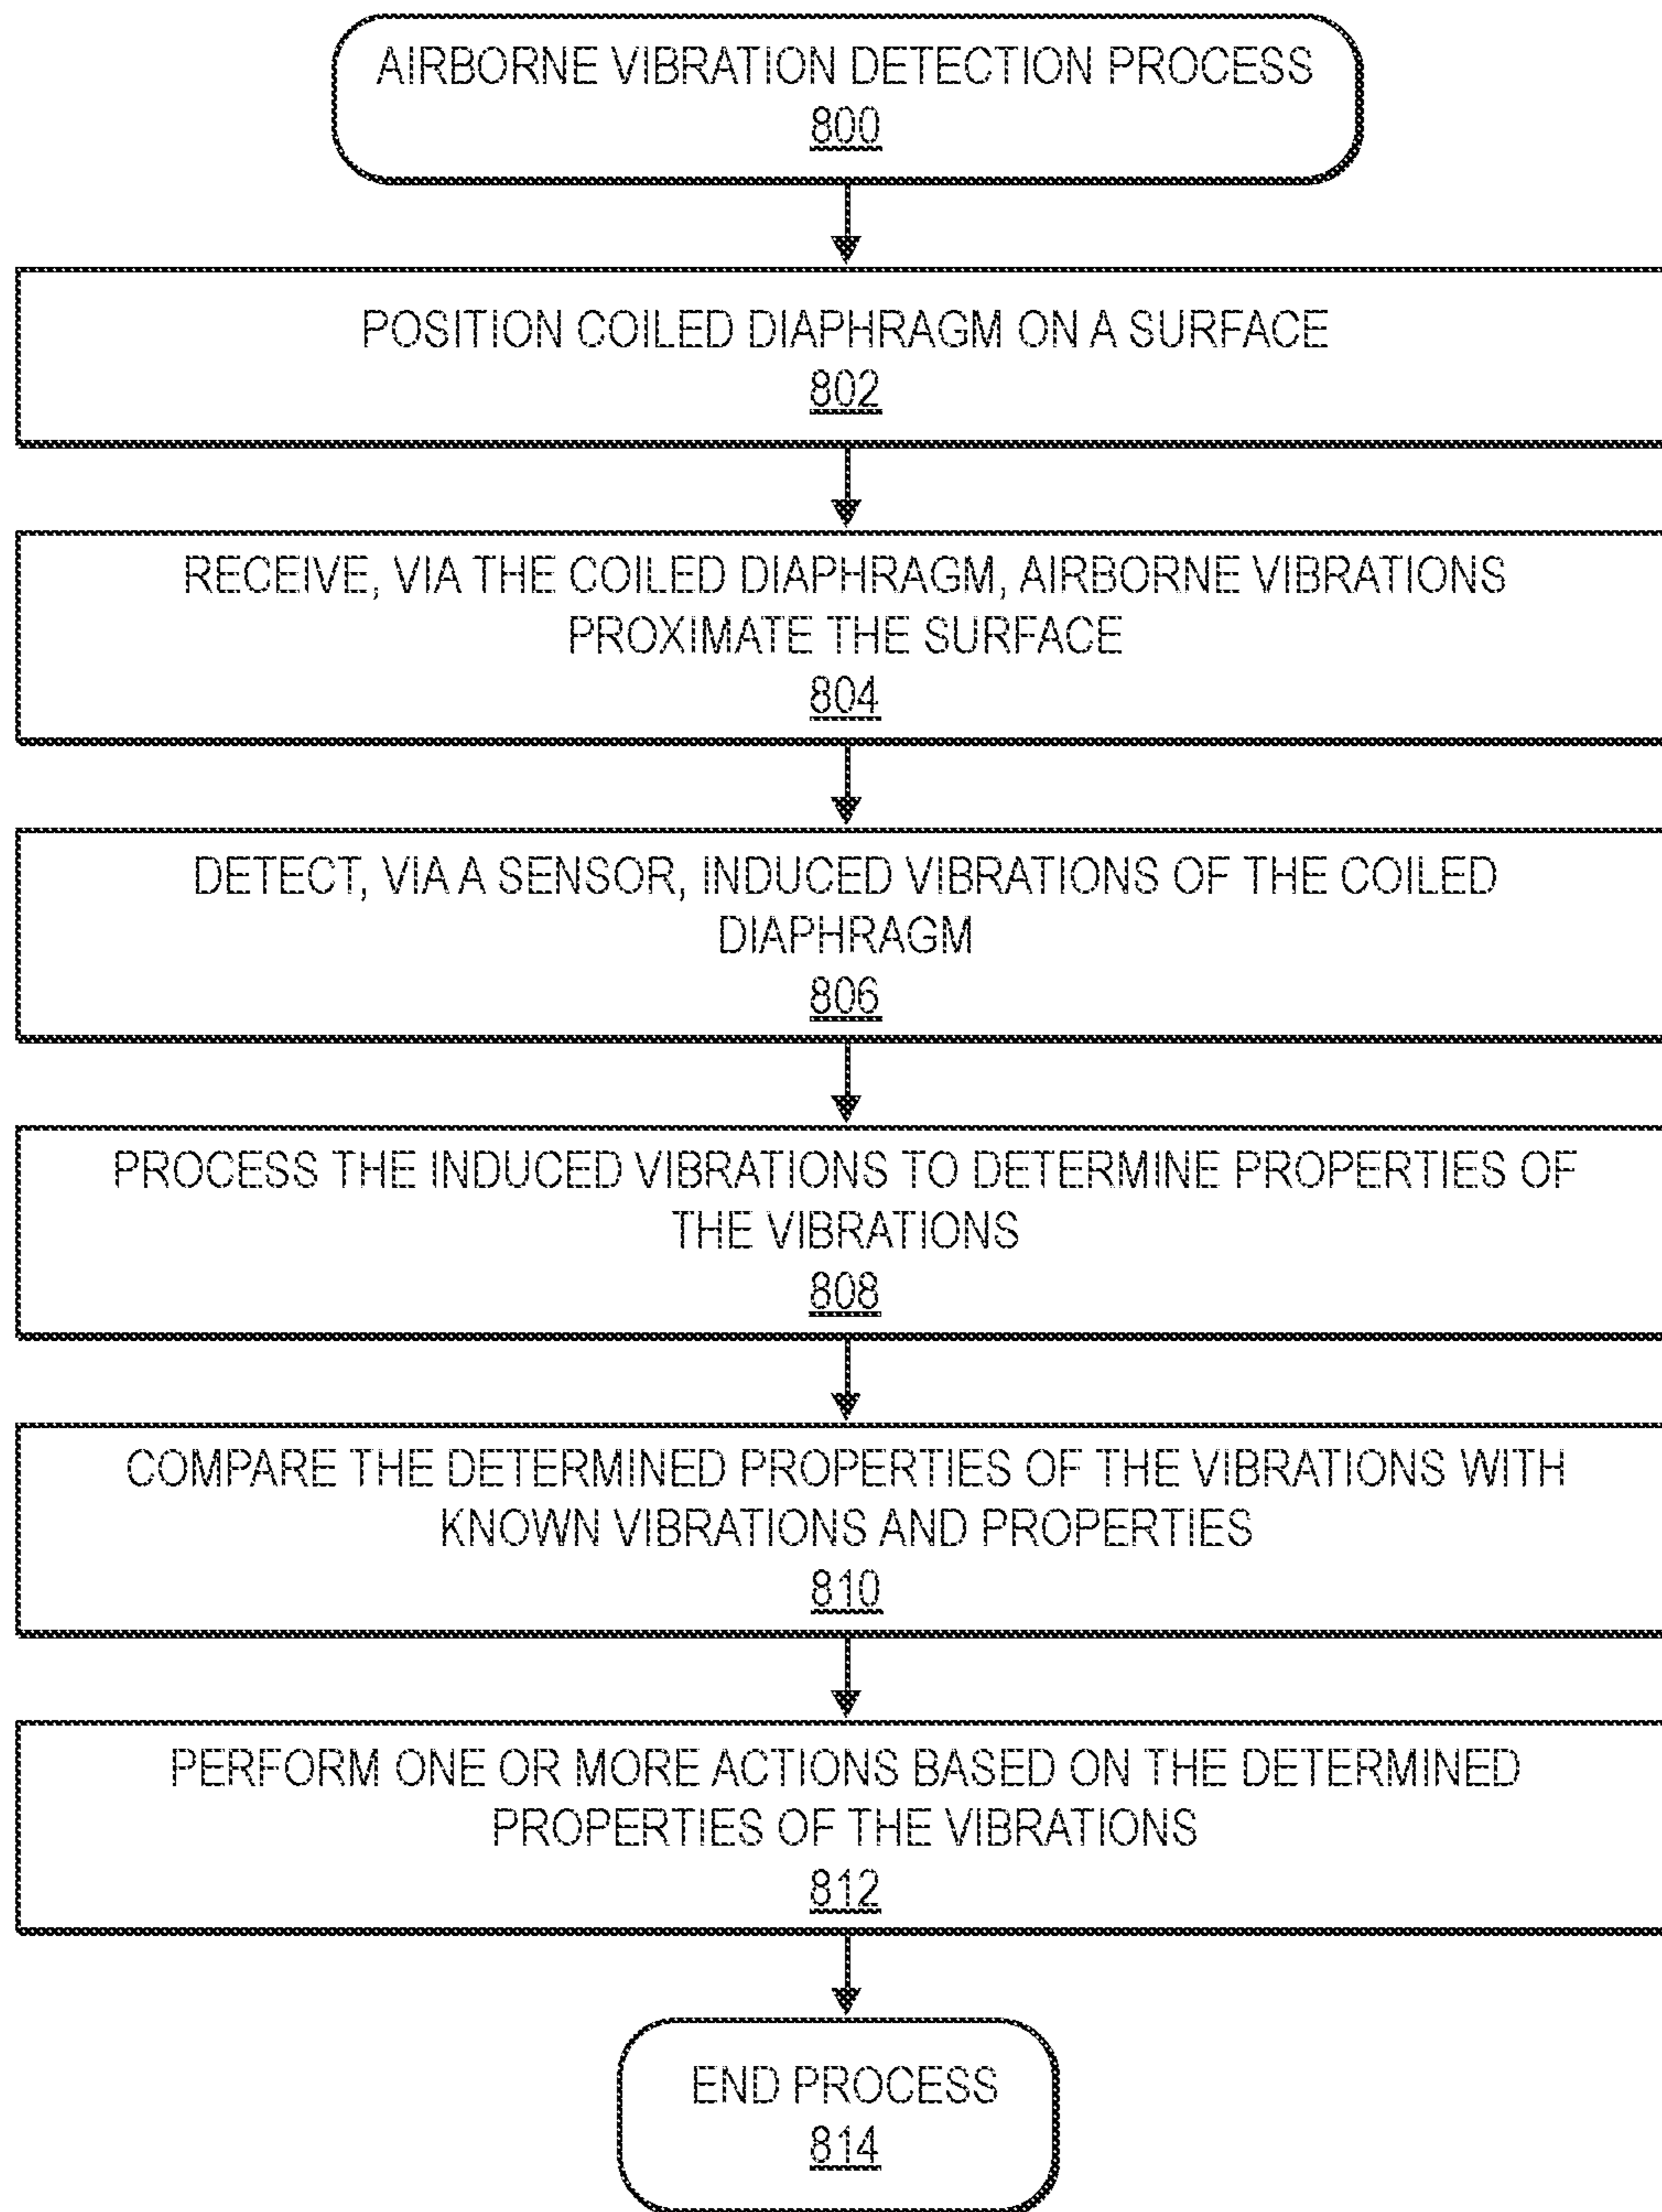 AIRBORNE VIBRATION DETECTION PROCESS
800
POSITION COILED DIAPHRAGM ON A SURFACE
802
RECEIVE, VIA THE COILED DIAPHRAGM, AIRBORNE VIBRATIONS
PROXIMATE THE SURFACE
804
DETECT, VIA A SENSOR, INDUCED VIBRATIONS OF THE COILED
DIAPHRAGM
806
PROCESS THE INDUCED VIBRATIONS TO DETERMINE PROPERTIES OF
THE VIBRATIONS
808
COMPARE THE DETERMINED PROPERTIES OF THE VIBRATIONS WITH
KNOWN VIBRATIONS AND PROPERTIES
810
PERFORM ONE OR MORE ACTIONS BASED ON THE DETERMINED
PROPERTIES OF THE VIBRATIONS
812
END PROCESS
814